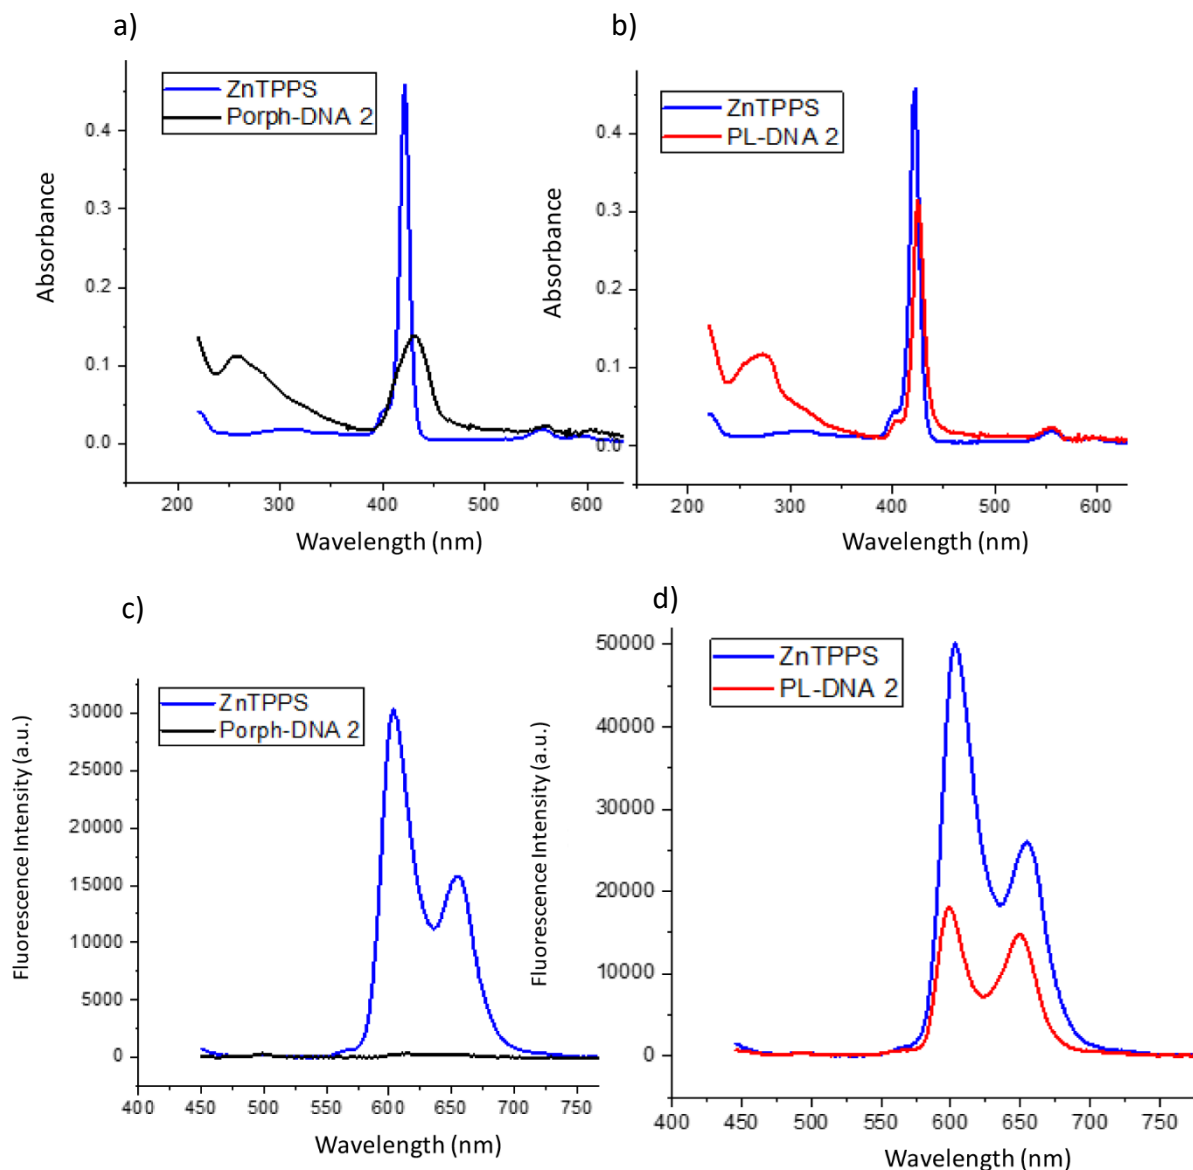 a)
ZnTPPS
Porph-DNA 2
0.4
0.3
0.2
0.1
0.0
Absorbance
200 300 400 500 600
Wavelength (nm)
b)
ZnTPPS
PL-DNA 2
0.4
0.3
0.2
0.1
0.0
Absorbance
200 300 400 500 600
Wavelength (nm)
c)
ZnTPPS
Porph-DNA 2
30000
25000
20000
15000
10000
5000
0
Fluorescence Intensity (a.u.)
400 450 500 550 600 650 700 750
Wavelength (nm)
d)
ZnTPPS
PL-DNA 2
50000
40000
30000
20000
10000
0
Fluorescence Intensity (a.u.)
400 450 500 550 600 650 700 750
Wavelength (nm)